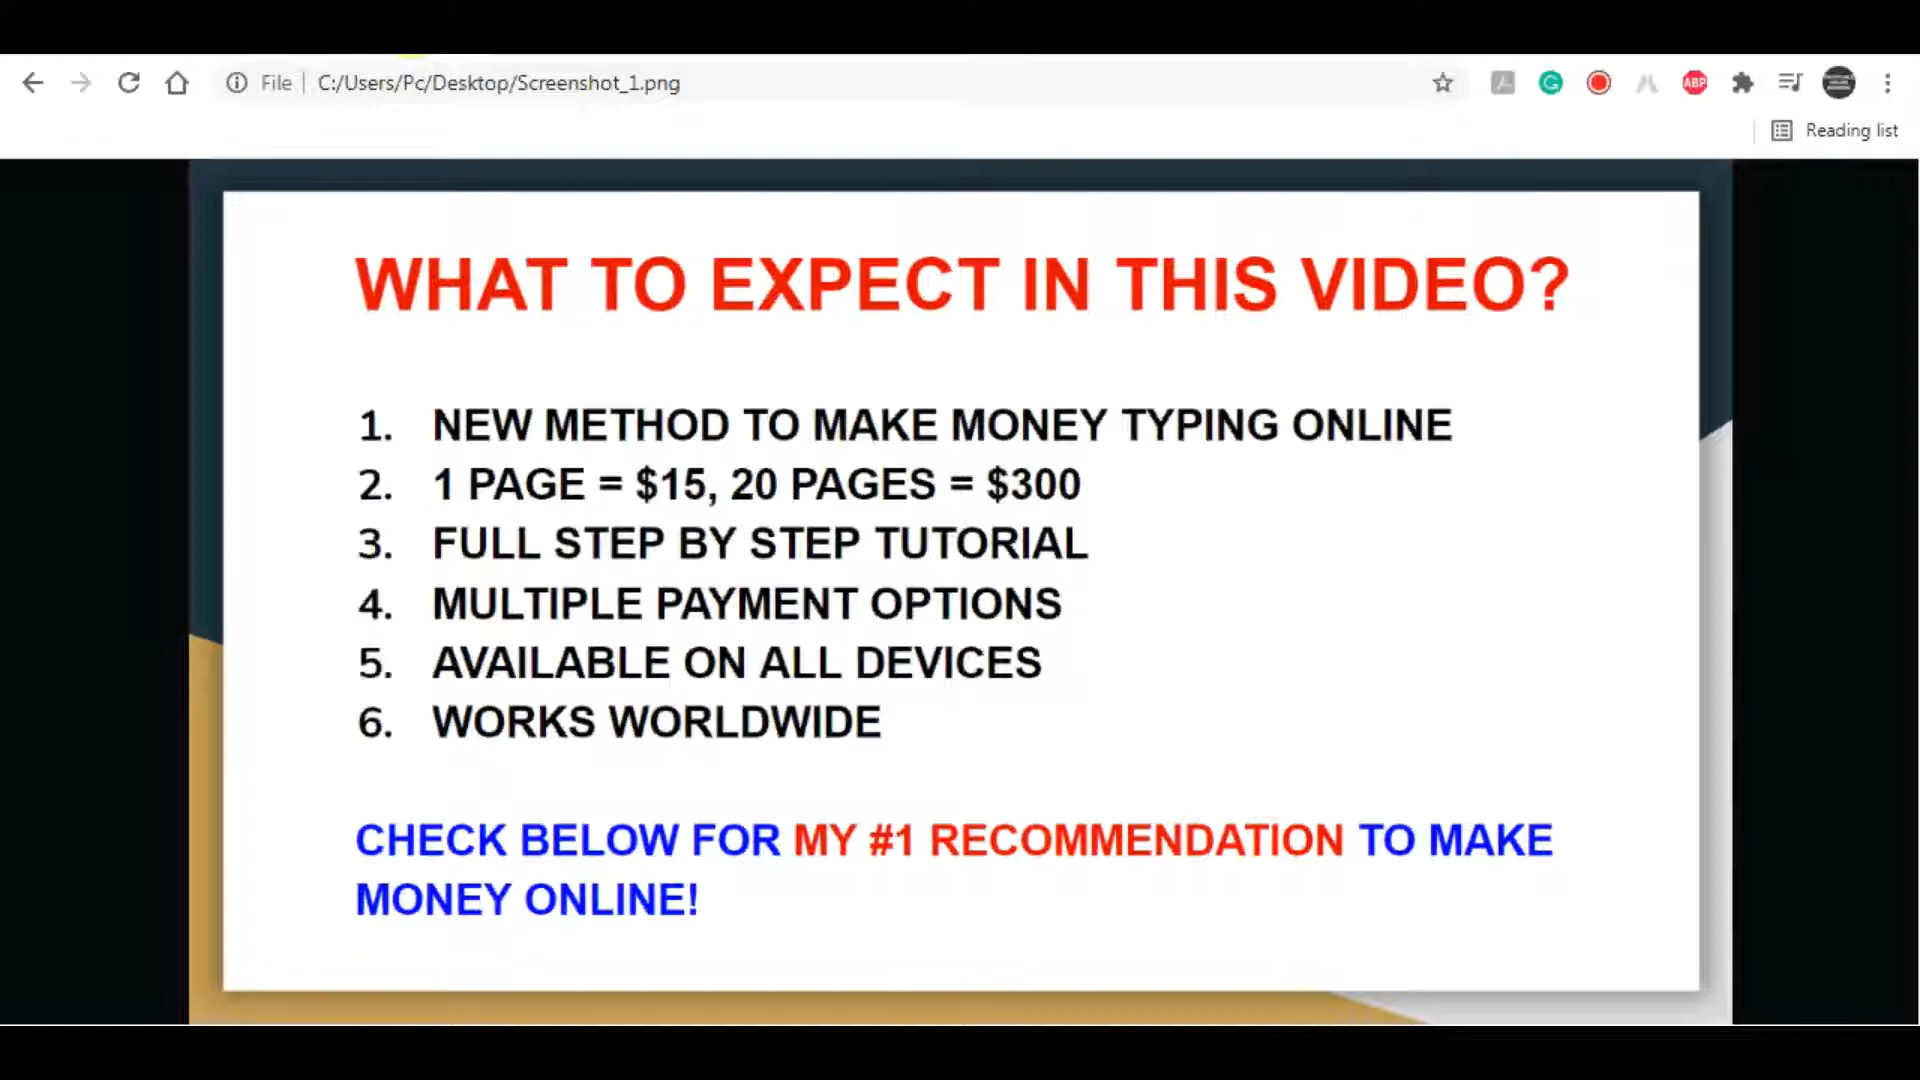 File C:/Users/Pc/Desktop/Screenshot_1.png
ABP
Reading list
WHAT TO EXPECT IN THIS VIDEO?
1. NEW METHOD TO MAKE MONEY TYPING ONLINE
2. 1 PAGE = $15, 20 PAGES = $300
3. FULL STEP BY STEP TUTORIAL
4. MULTIPLE PAYMENT OPTIONS
5. AVAILABLE ON ALL DEVICES
6. WORKS WORLDWIDE
CHECK BELOW FOR MY #1 RECOMMENDATION TO MAKE
MONEY ONLINE!